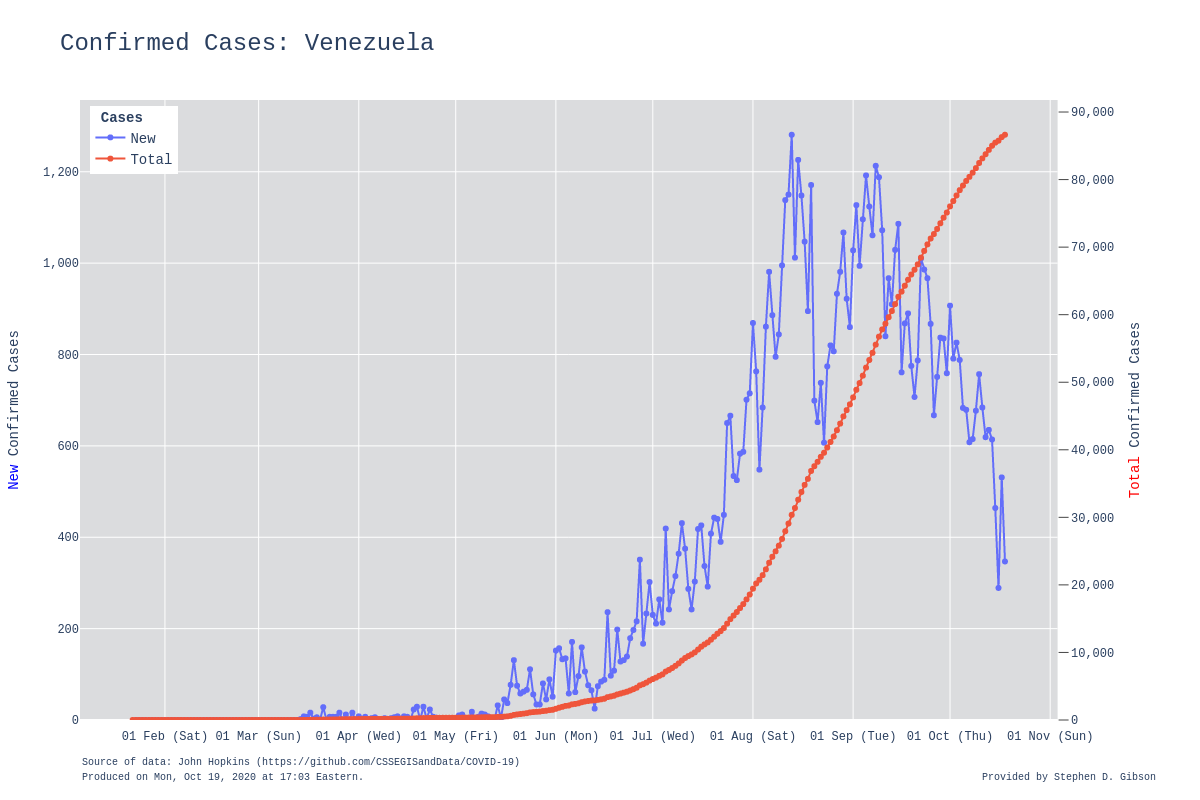 Confirmed Cases: Venezuela
Cases
New
Total
1,200
1,000
800
600
400
200
0
90,000
80,000
70,000
60,000
50,000
40,000
30,000
20,000
10,000
0
New Confirmed Cases
Total Confirmed Cases
01 Feb (Sat) 01 Mar (Sun) 01 Apr (Wed) 01 May (Fri) 01 Jun (Mon) 01 Jul (Wed) 01 Aug (Sat) 01 Sep (Tue) 01 Oct (Thu) 01 Nov (Sun)
Source of data: John Hopkins (https://github.com/CSSEGISandData/COVID-19)
Produced on Mon, Oct 19, 2020 at 17:03 Eastern.
Provided by Stephen D. Gibson